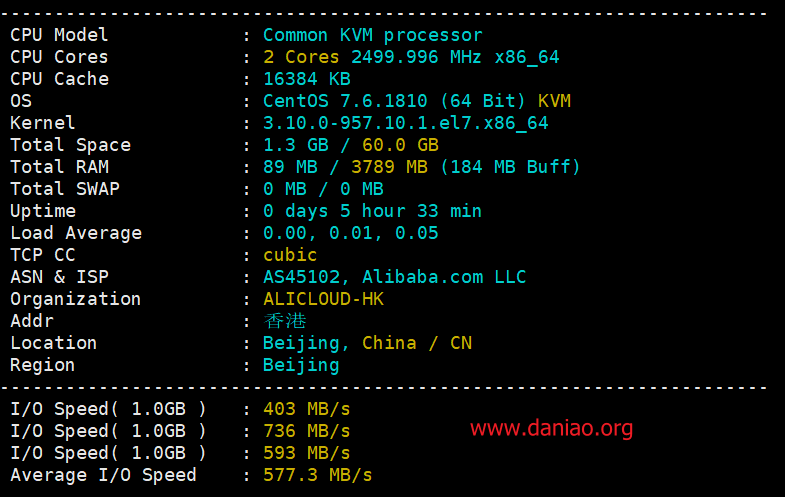 ----------------------------------------------------------------------
CPU Model : Common KVM processor
CPU Cores : 2 Cores 2499.996 MHz x86_64
CPU Cache : 16384 KB
OS : CentOS 7.6.1810 (64 Bit) KVM
Kernel : 3.10.0-957.10.1.el7.x86_64
Total Space : 1.3 GB / 60.0 GB
Total RAM : 89 MB / 3789 MB (184 MB Buff)
Total SWAP : 0 MB / 0 MB
Uptime : 0 days 5 hour 33 min
Load Average : 0.00, 0.01, 0.05
TCP CC : cubic
ASN & ISP : AS45102, Alibaba.com LLC
Organization : ALICLOUD-HK
Addr : 香港
Location : Beijing, China / CN
Region : Beijing
----------------------------------------------------------------------
I/O Speed( 1.0GB ) : 403 MB/s
I/O Speed( 1.0GB ) : 736 MB/s
I/O Speed( 1.0GB ) : 593 MB/s
Average I/O Speed : 577.3 MB/s
www.daniao.org